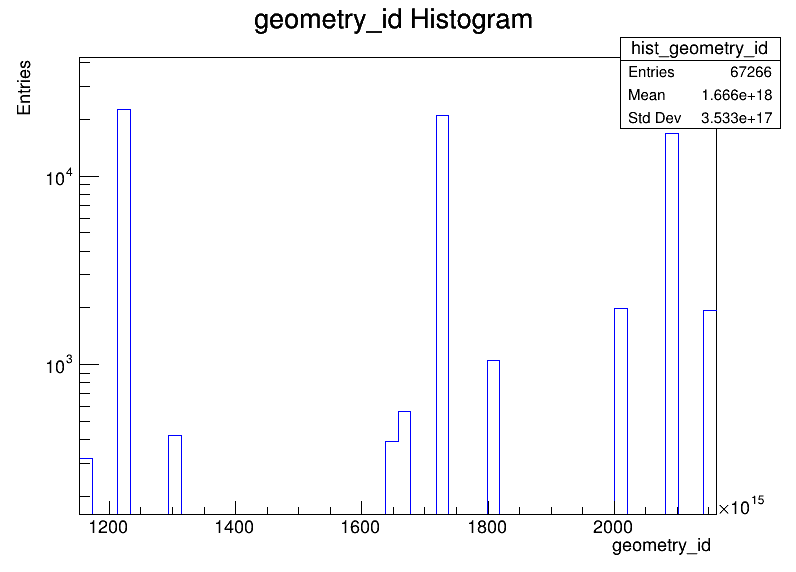 geometry_id Histogram
hist_geometry_id
Entries 67266
Mean 1.666e+18
Std Dev 3.533e+17
Entries
10^4
10^3
1200 1400 1600 1800 2000
×10^15
geometry_id